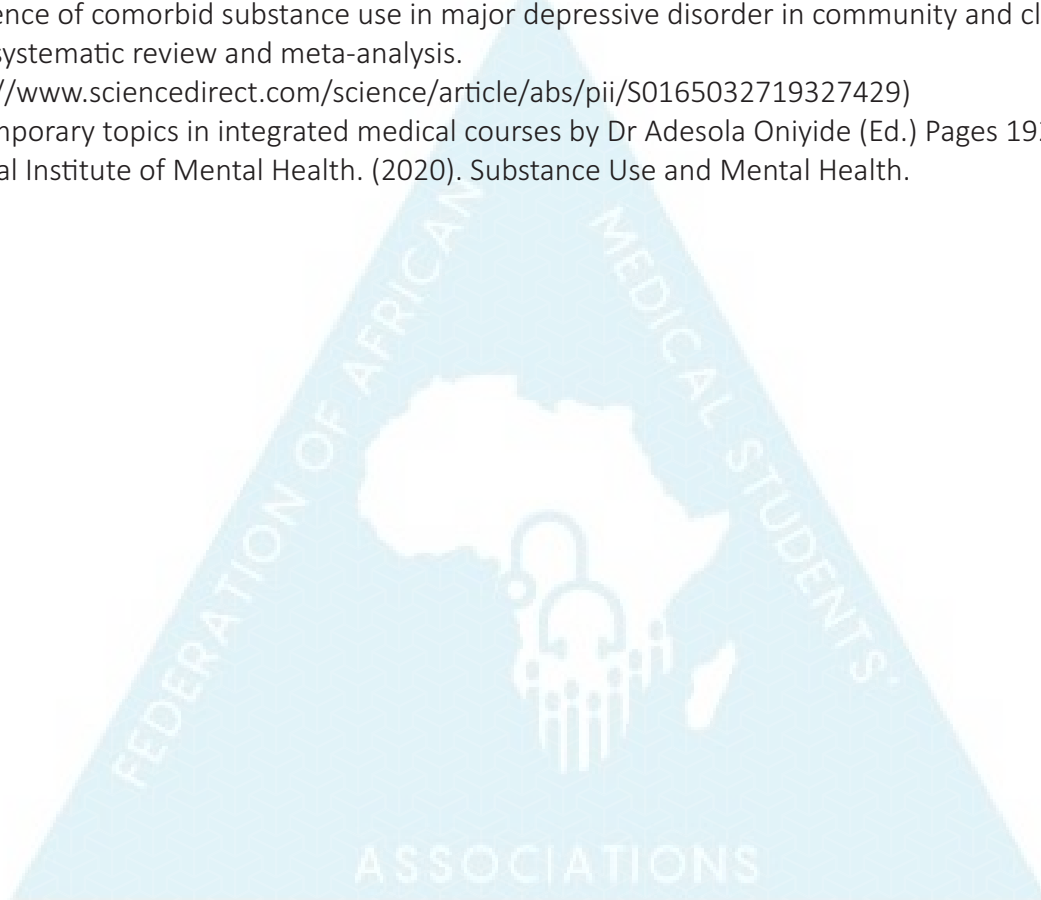 ence of comorbid substance use in major depressive disorder in community and cl
systematic review and meta-analysis.
//www.sciencedirect.com/science/article/abs/pii/S0165032719327429)
mporary topics in integrated medical courses by Dr Adesola Oniyide (Ed.) Pages 19
al Institute of Mental Health. (2020). Substance Use and Mental Health.
FEDERATION OF AFRICAN
MEDICAL STUDENTS'
ASSOCIATIONS